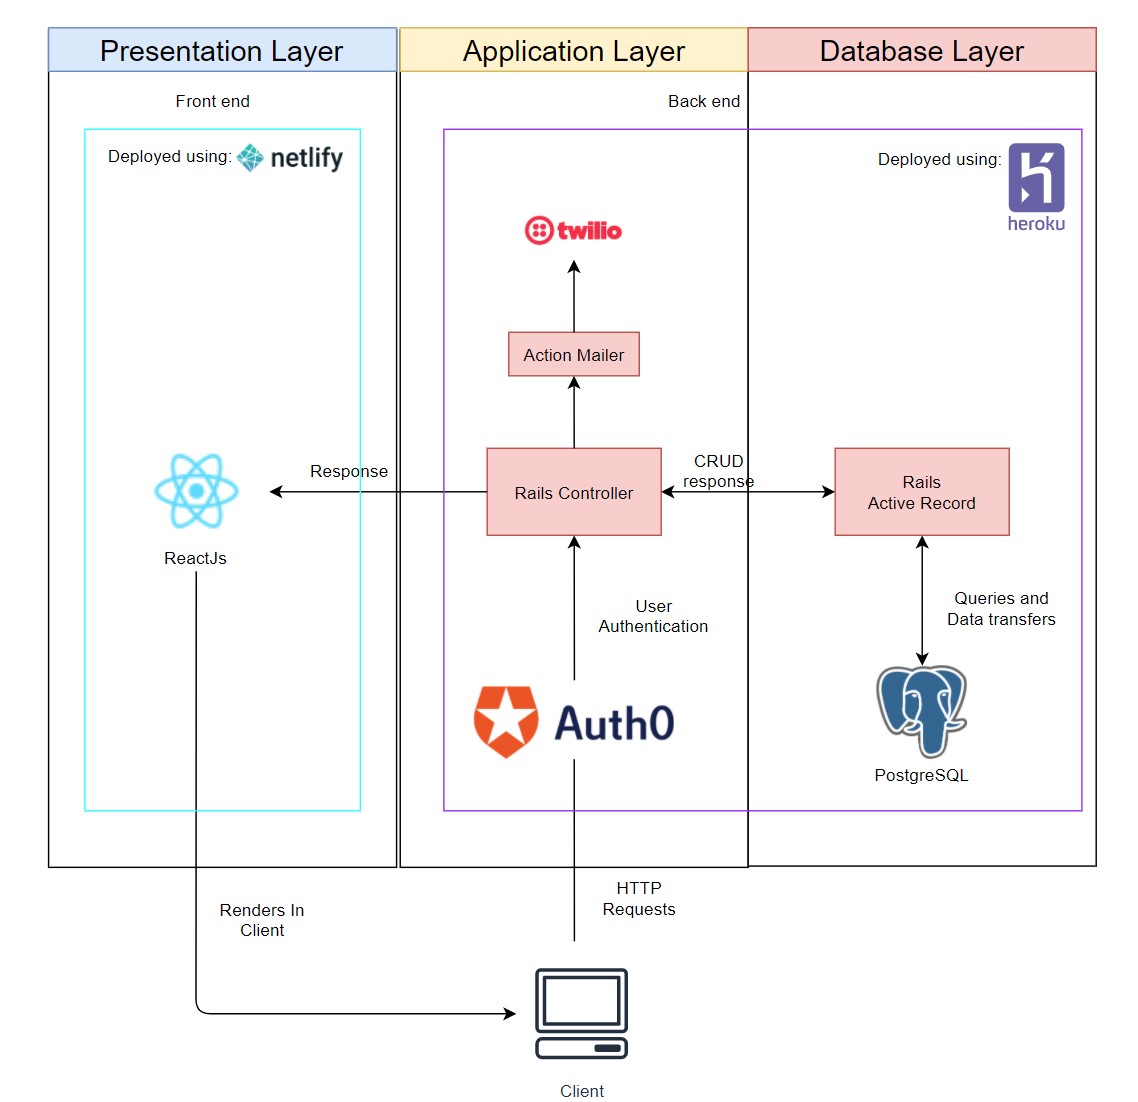 Presentation Layer
Application Layer
Database Layer
Front end
Back end
Deployed using:
netlify
Deployed using:
heroku
twilio
Action Mailer
Response
Rails Controller
CRUD
response
Rails
Active Record
ReactJs
User
Authentication
Queries and
Data transfers
Auth0
PostgreSQL
HTTP
Requests
Renders In
Client
Client